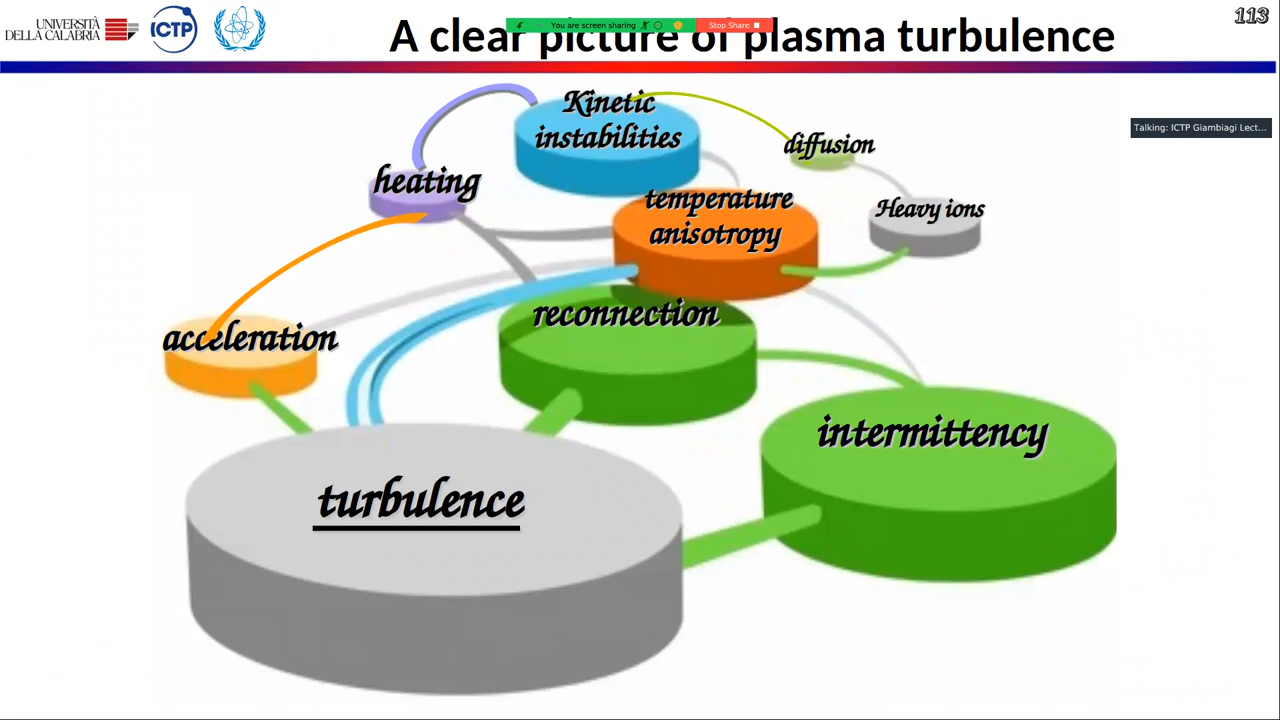 UNIVERSITÀ
DELLA CALABRIA
ICTP
A clear picture of plasma turbulence
You are screen sharing
Stop Share
113
Talking: ICTP Giambiagi Lect...
Kinetic
instabilities
diffusion
heating
temperature
anisotropy
Heavy ions
reconnection
acceleration
intermittency
turbulence